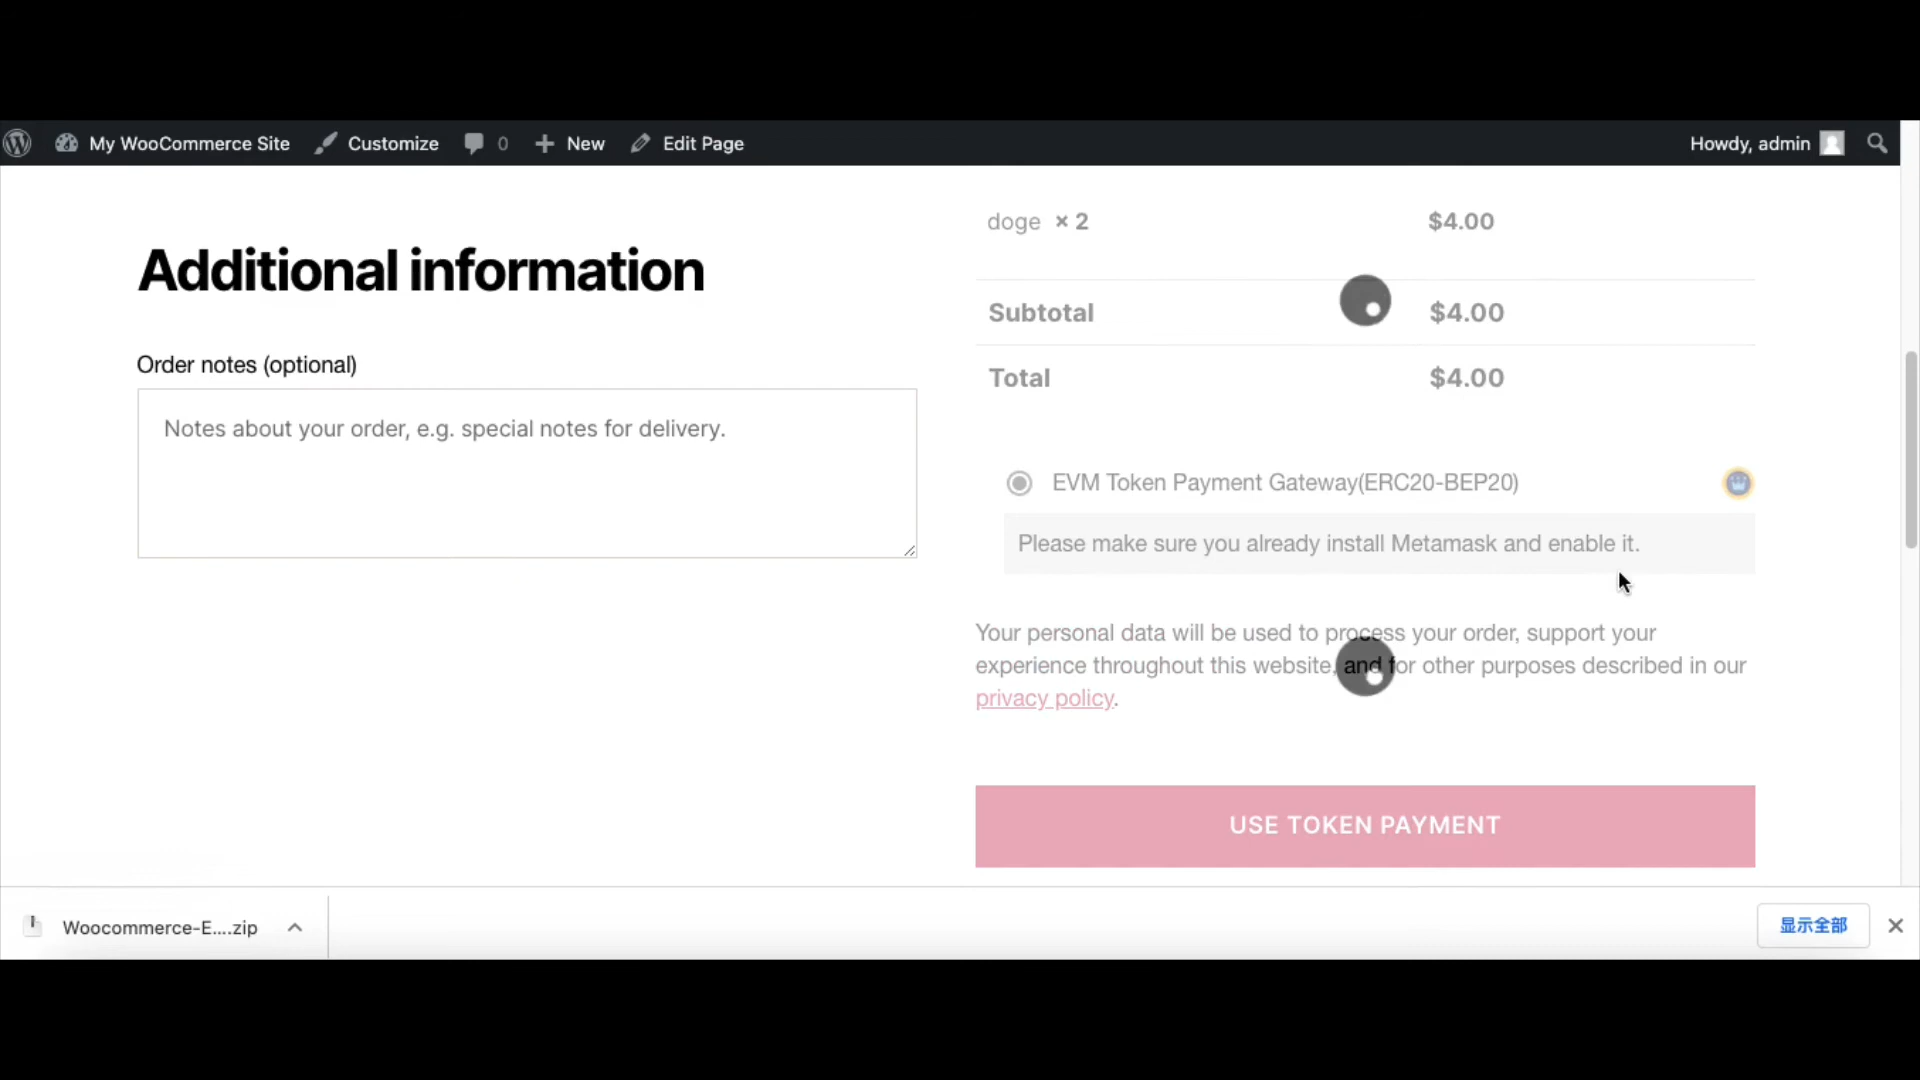 My WooCommerce Site Customize 0 New Edit Page Howdy, admin
Additional information
Order notes (optional)
Notes about your order, e.g. special notes for delivery.
doge × 2 $4.00
Subtotal $4.00
Total $4.00
EVM Token Payment Gateway(ERC20-BEP20)
Please make sure you already install Metamask and enable it.
Your personal data will be used to process your order, support your
experience throughout this website, and for other purposes described in our
privacy policy.
USE TOKEN PAYMENT
Woocommerce-E....zip
显示全部